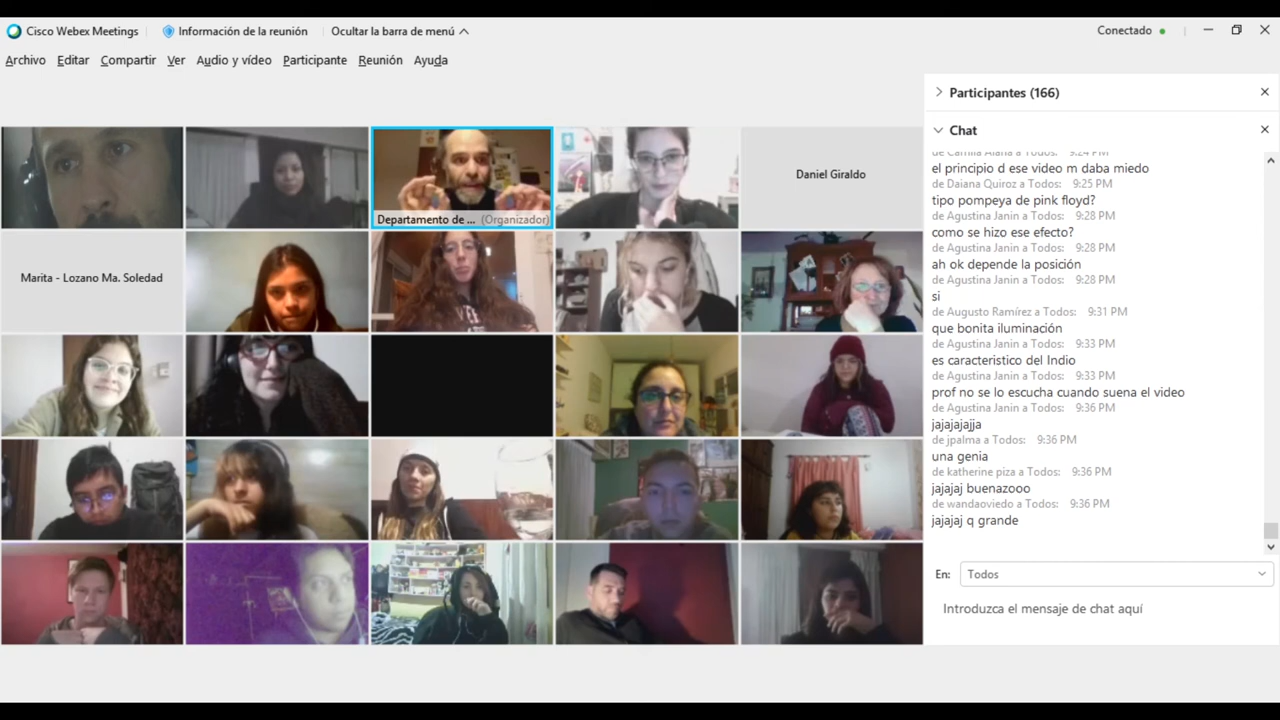 Cisco Webex Meetings
Información de la reunión
Ocultar la barra de menú
Conectado
Archivo Editar Compartir Ver Audio y vídeo Participante Reunión Ayuda
Participantes (166)
Chat
de Camila Alaña a Todos: 9:24 PM
el principio d ese video m daba miedo
de Daiana Quiroz a Todos: 9:25 PM
tipo pompeya de pink floyd?
de Agustina Janin a Todos: 9:28 PM
como se hizo ese efecto?
de Agustina Janin a Todos: 9:28 PM
ah ok depende la posición
de Agustina Janin a Todos: 9:28 PM
si
de Augusto Ramírez a Todos: 9:31 PM
que bonita iluminación
de Agustina Janin a Todos: 9:33 PM
es caracteristico del Indio
de Agustina Janin a Todos: 9:33 PM
prof no se lo escucha cuando suena el video
de Agustina Janin a Todos: 9:36 PM
jajajajajja
de jpalma a Todos: 9:36 PM
una genia
de katherine piza a Todos: 9:36 PM
jajajaj buenazooo
de wandaoviedo a Todos: 9:36 PM
jajajaj q grande
En: Todos
Introduzca el mensaje de chat aquí
Departamento de ... (Organizador)
Daniel Giraldo
Marita - Lozano Ma. Soledad